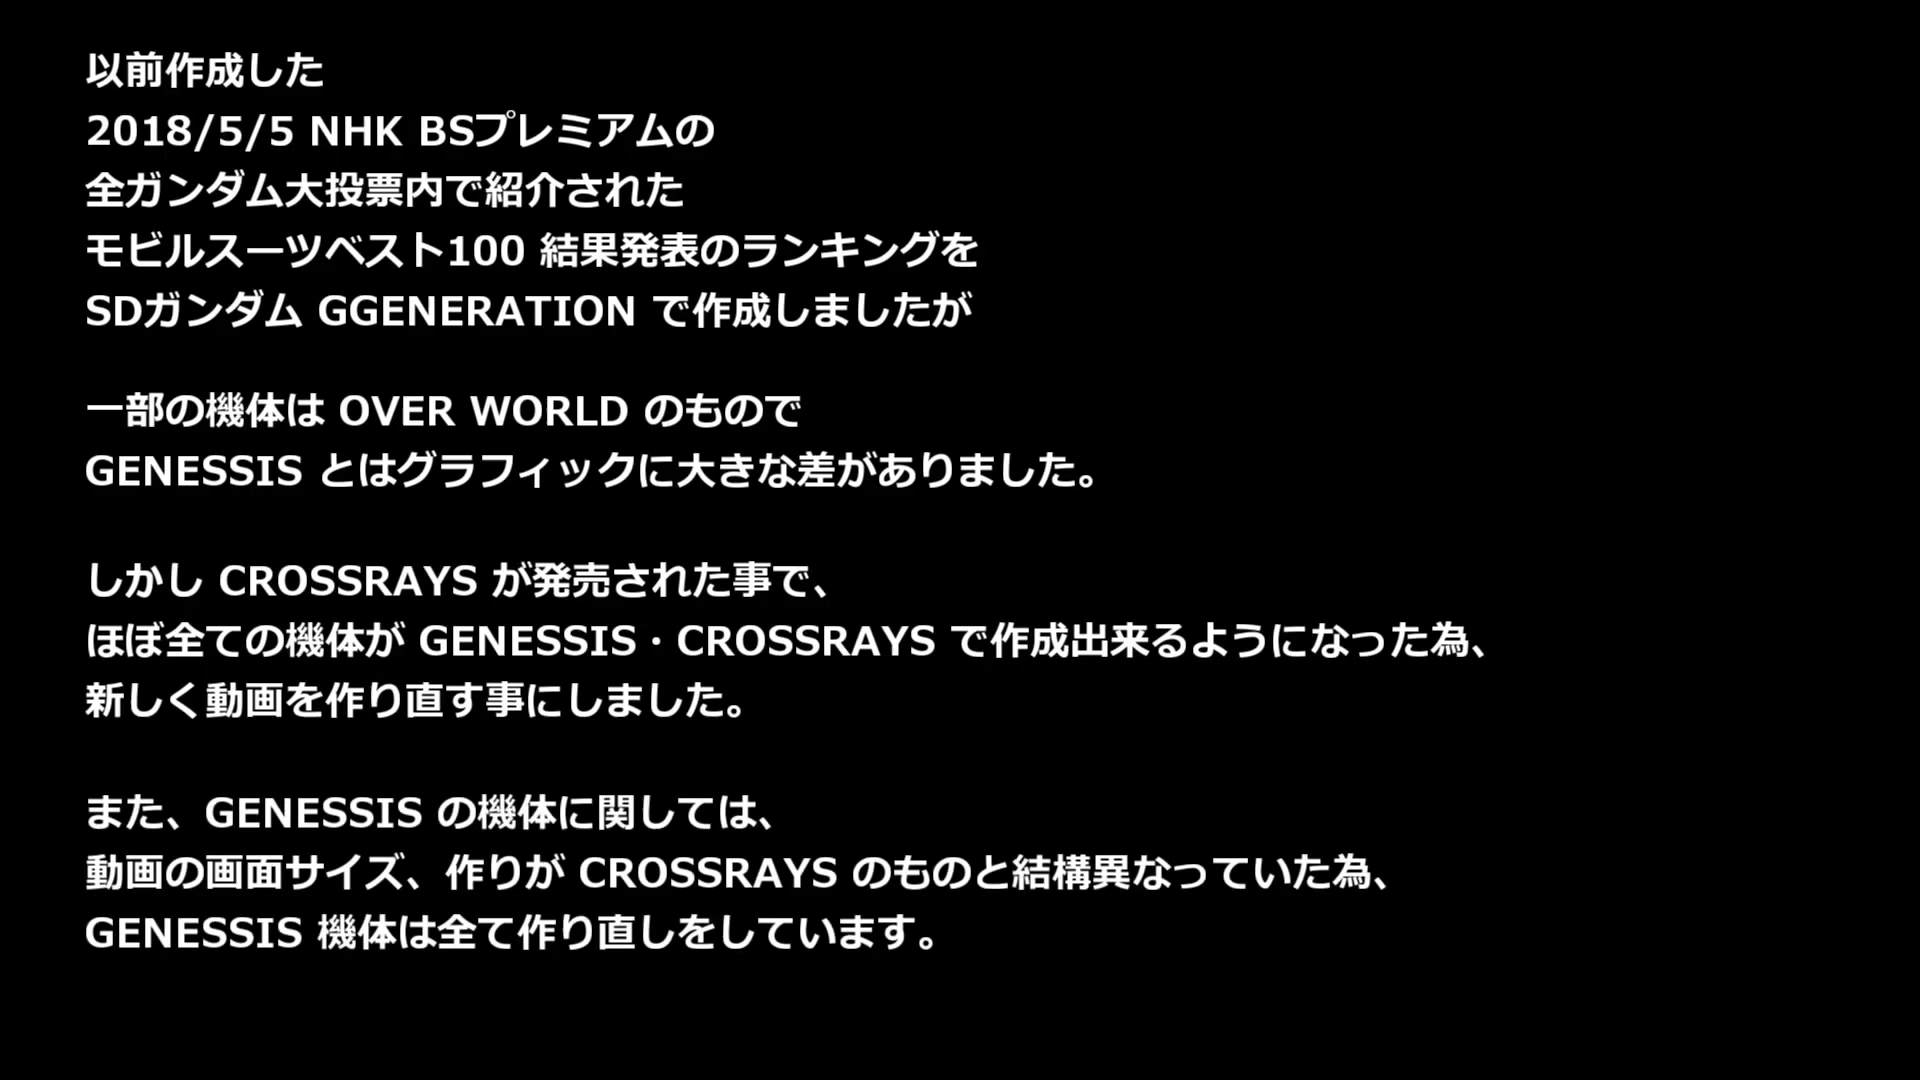 以前作成した
2018/5/5 NHK BSプレミアムの
全ガンダム大投票内で紹介された
モビルスーツベスト100 結果発表のランキングを
SDガンダム GGENERATION で作成しましたが
一部の機体は OVER WORLD のもので
GENESSIS とはグラフィックに大きな差がありました。
しかし CROSSRAYS が発売された事で、
ほぼ全ての機体が GENESSIS・CROSSRAYS で作成出来るようになった為、
新しく動画を作り直す事にしました。
また、GENESSIS の機体に関しては、
動画の画面サイズ、作りが CROSSRAYS のものと結構異なっていた為、
GENESSIS 機体は全て作り直しをしています。